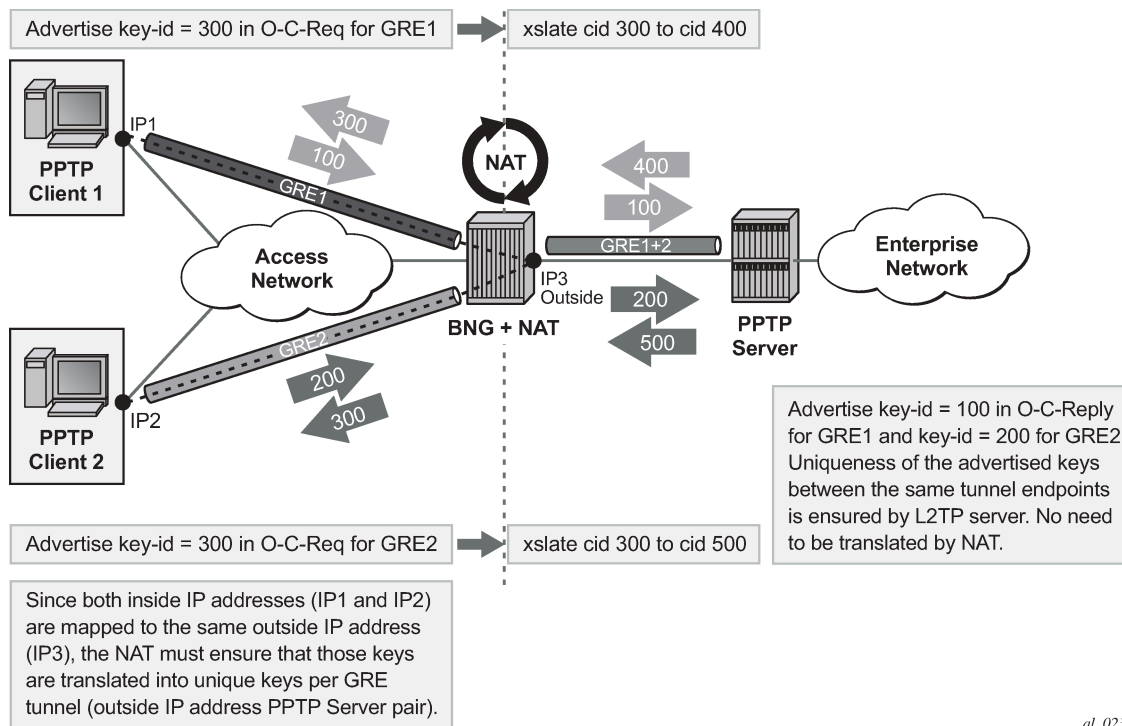 Advertise key-id = 300 in O-C-Req for GRE1
xslate cid 300 to cid 400
IP1
PPTP
Client 1
300
100
GRE1
NAT
400
100
GRE1+2
Access
Network
Enterprise
Network
IP3
Outside
BNG + NAT
200
500
PPTP
Server
GRE2
200
300
IP2
PPTP
Client 2
Advertise key-id = 100 in O-C-Reply
for GRE1 and key-id = 200 for GRE2
Uniqueness of the advertised keys
between the same tunnel endpoints
is ensured by L2TP server. No need
to be translated by NAT.
Advertise key-id = 300 in O-C-Req for GRE2
xslate cid 300 to cid 500
Since both inside IP addresses (IP1 and IP2)
are mapped to the same outside IP address
(IP3), the NAT must ensure that those keys
are translated into unique keys per GRE
tunnel (outside IP address PPTP Server pair).